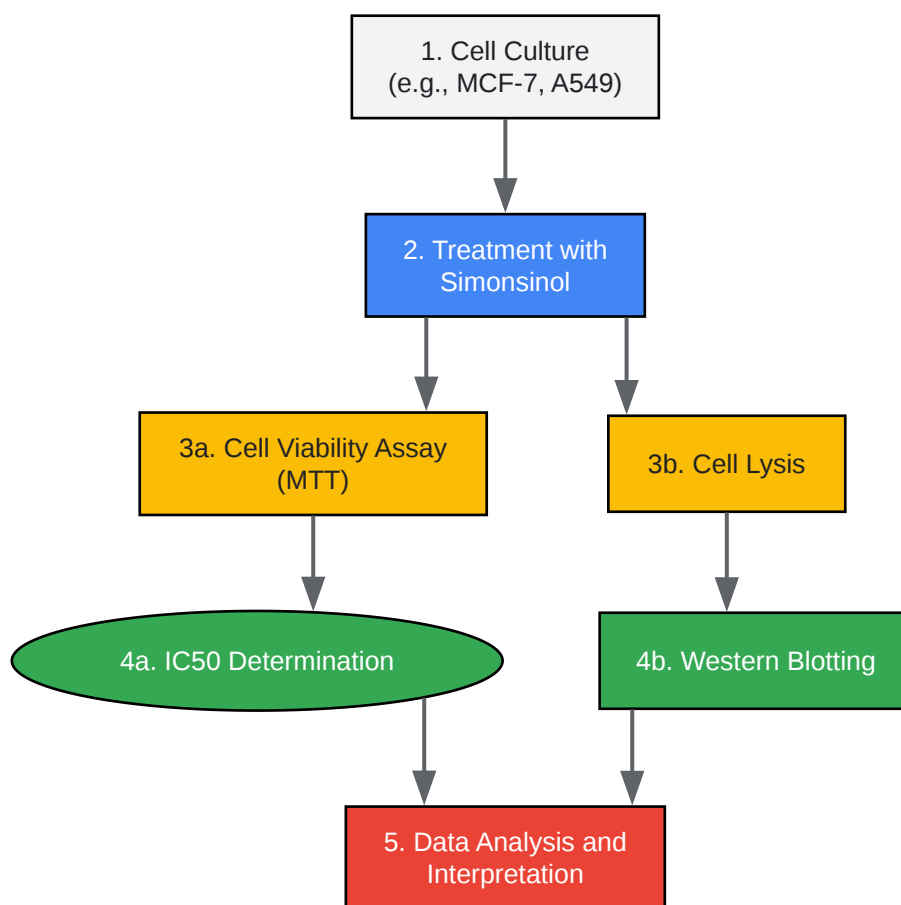 1. Cell Culture
(e.g., MCF-7, A549)
2. Treatment with
Simonsinol
3a. Cell Viability Assay
(MTT)
3b. Cell Lysis
4a. IC50 Determination
4b. Western Blotting
5. Data Analysis and
Interpretation